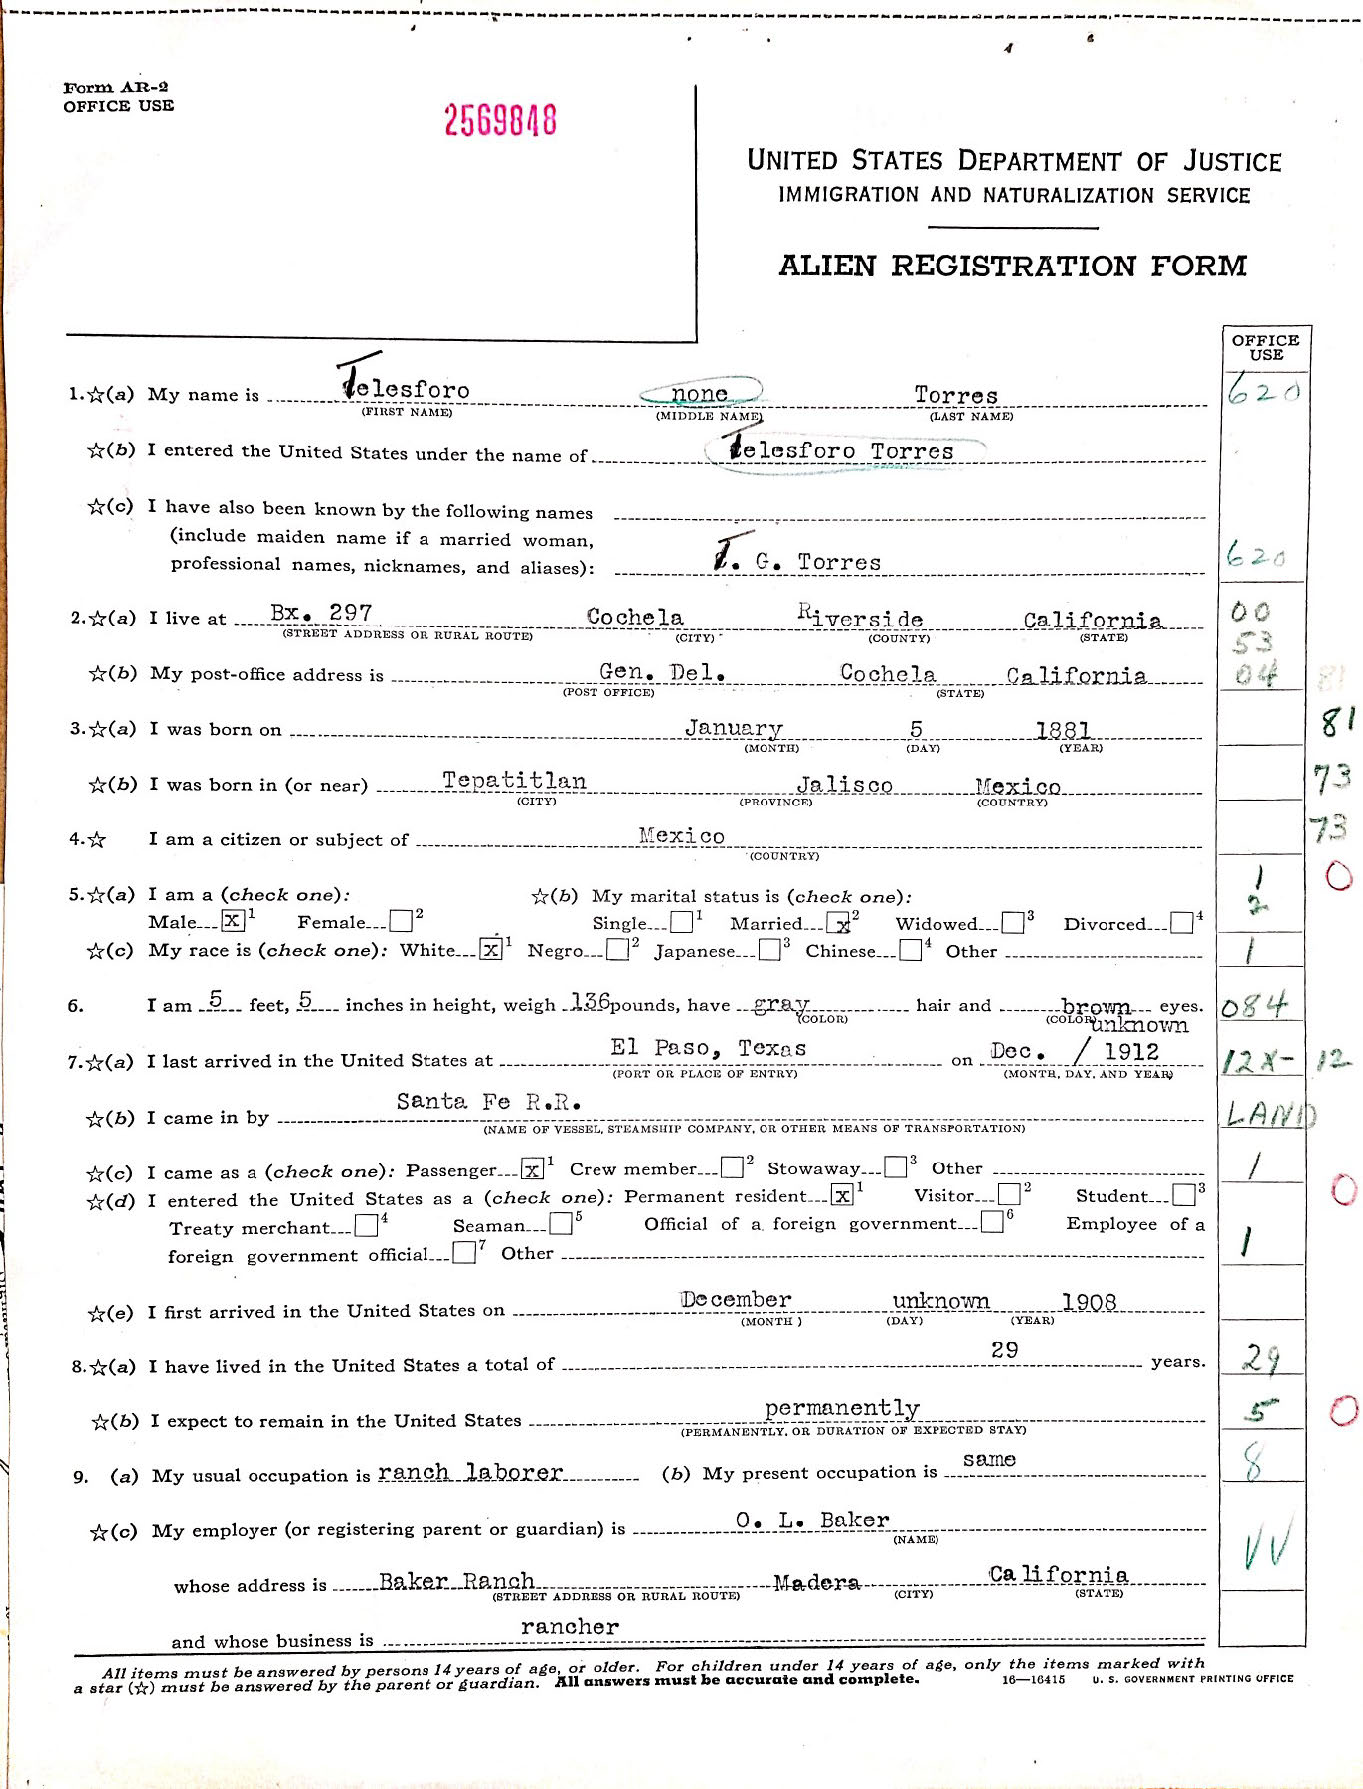 Form AR-2
OFFICE USE
2569848
UNITED STATES DEPARTMENT OF JUSTICE
IMMIGRATION AND NATURALIZATION SERVICE
ALIEN REGISTRATION FORM
OFFICE
USE
1.☆(a) My name is Telesforo none Torres 620
(FIRST NAME) (MIDDLE NAME) (LAST NAME)
☆(b) I entered the United States under the name of Telesforo Torres
☆(c) I have also been known by the following names
(include maiden name if a married woman,
professional names, nicknames, and aliases): T. G. Torres 620
2.☆(a) I live at Bx. 297 Cochela Riverside California 00
(STREET ADDRESS OR RURAL ROUTE) (CITY) (COUNTY) (STATE) 53
☆(b) My post-office address is Gen. Del. Cochela California 04 81
(POST OFFICE) (STATE)
3.☆(a) I was born on January 5 1881 81
(MONTH) (DAY) (YEAR)
☆(b) I was born in (or near) Tepatitlan Jalisco Mexico 73
(CITY) (PROVINCE) (COUNTRY)
4.☆ I am a citizen or subject of Mexico 73
(COUNTRY)
5.☆(a) I am a (check one): ☆(b) My marital status is (check one): 1 0
Male X 1 Female 2 Single 1 Married X 2 Widowed 3 Divorced 4 2
☆(c) My race is (check one): White X 1 Negro 2 Japanese 3 Chinese 4 Other 1
6. I am 5 feet, 5 inches in height, weigh 136 pounds, have gray hair and brown eyes. 084
(COLOR) (COLOR) unknown
7.☆(a) I last arrived in the United States at El Paso, Texas on Dec. / 1912 12X- 12
(PORT OR PLACE OF ENTRY) (MONTH, DAY, AND YEAR)
☆(b) I came in by Santa Fe R.R. LAND
(NAME OF VESSEL, STEAMSHIP COMPANY, OR OTHER MEANS OF TRANSPORTATION)
☆(c) I came as a (check one): Passenger X 1 Crew member 2 Stowaway 3 Other 1
☆(d) I entered the United States as a (check one): Permanent resident X 1 Visitor 2 Student 3 0
Treaty merchant 4 Seaman 5 Official of a foreign government 6 Employee of a
foreign government official 7 Other 1
☆(e) I first arrived in the United States on December unknown 1908
(MONTH) (DAY) (YEAR)
8.☆(a) I have lived in the United States a total of 29 years. 29
☆(b) I expect to remain in the United States permanently 5 0
(PERMANENTLY, OR DURATION OF EXPECTED STAY)
9. (a) My usual occupation is ranch laborer (b) My present occupation is same 8
☆(c) My employer (or registering parent or guardian) is O. L. Baker
(NAME)
whose address is Baker Ranch Madera California
(STREET ADDRESS OR RURAL ROUTE) (CITY) (STATE)
and whose business is rancher
All items must be answered by persons 14 years of age, or older. For children under 14 years of age, only the items marked with
a star (☆) must be answered by the parent or guardian. All answers must be accurate and complete. 16—16415 U. S. GOVERNMENT PRINTING OFFICE